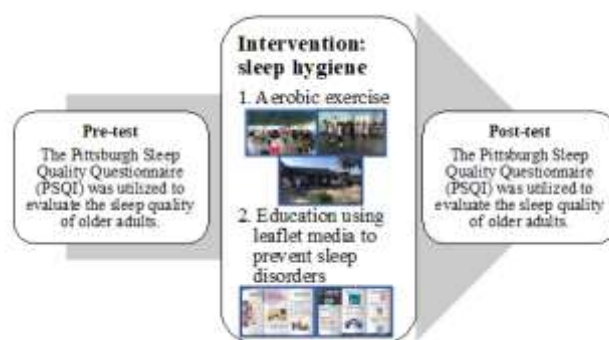 Pre-test
The Pittsburgh Sleep
Quality Questionnaire
(PSQI) was utilized to
evaluate the sleep quality
of older adults.
Intervention:
sleep hygiene
1. Aerobic exercise
2. Education using
leaflet media to
prevent sleep
disorders
Post-test
The Pittsburgh Sleep
Quality Questionnaire
(PSQI) was utilized to
evaluate the sleep quality
of older adults.